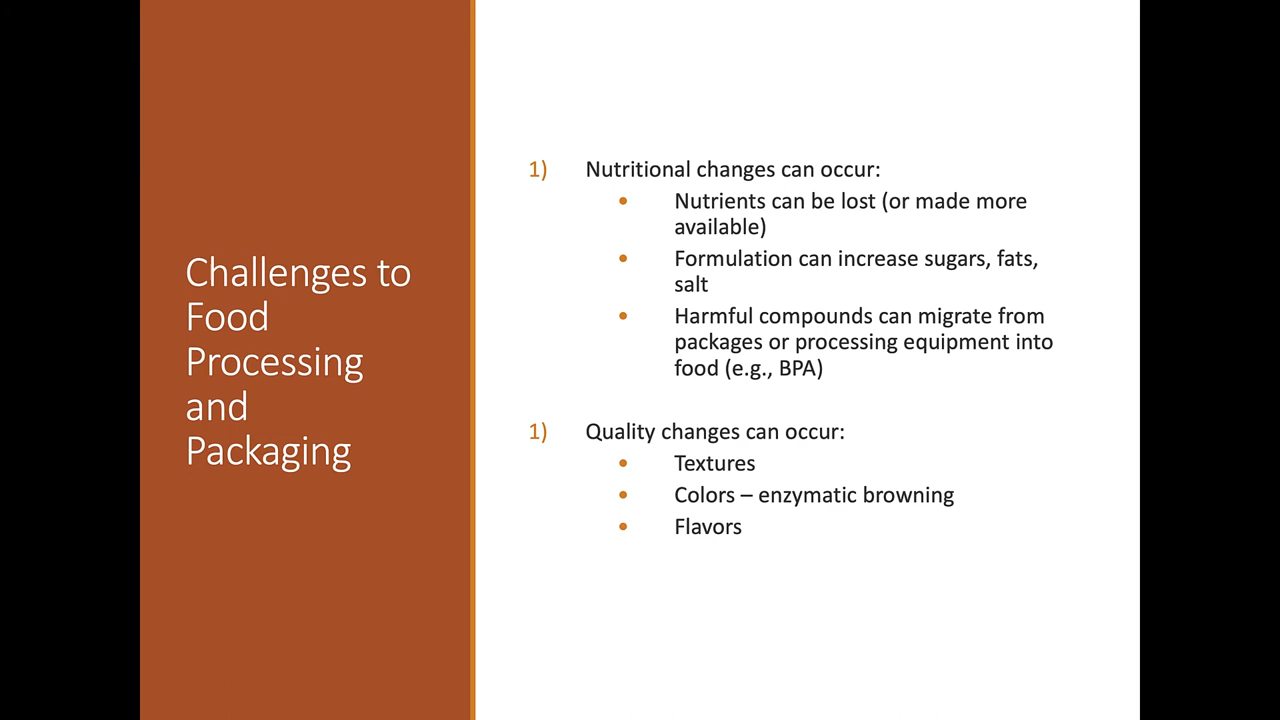 Challenges to
Food
Processing
and
Packaging
1) Nutritional changes can occur:
• Nutrients can be lost (or made more
available)
• Formulation can increase sugars, fats,
salt
• Harmful compounds can migrate from
packages or processing equipment into
food (e.g., BPA)
1) Quality changes can occur:
• Textures
• Colors – enzymatic browning
• Flavors